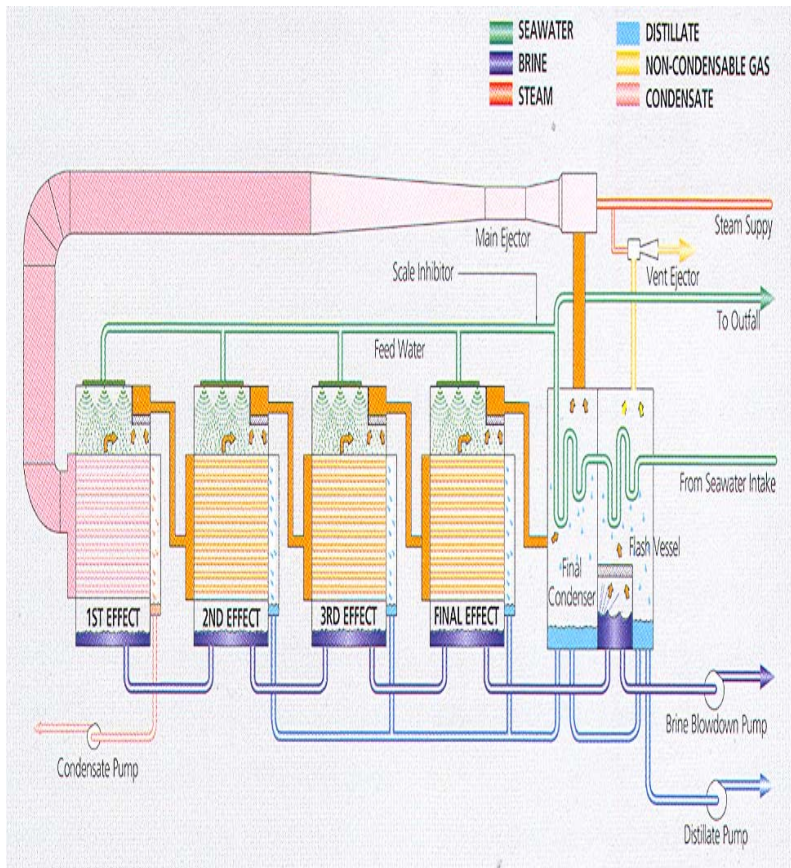 SEAWATER
BRINE
STEAM
DISTILLATE
NON-CONDENSABLE GAS
CONDENSATE
Main Ejector
Steam Suppy
Vent Ejector
Scale Inhibitor
To Outfall
Feed Water
From Seawater Intake
Flash Vessel
Final
Condenser
1ST EFFECT
2ND EFFECT
3RD EFFECT
FINAL EFFECT
Brine Blowdown Pump
Condensate Pump
Distillate Pump